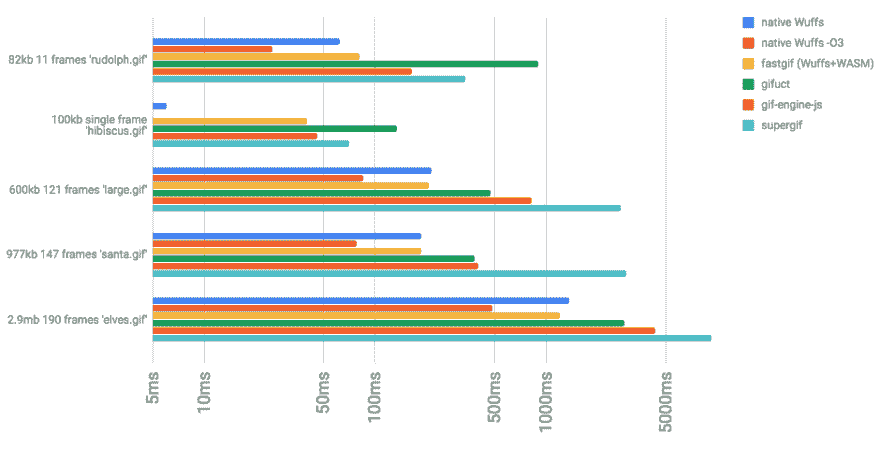 82kb 11 frames 'rudolph.gif'
100kb single frame
'hibiscus.gif'
600kb 121 frames 'large.gif'
977kb 147 frames 'santa.gif'
2.9mb 190 frames 'elves.gif'
5ms
10ms
50ms
100ms
500ms
1000ms
5000ms
native Wuffs
native Wuffs -O3
fastgif (Wuffs+WASM)
gifuct
gif-engine-js
supergif